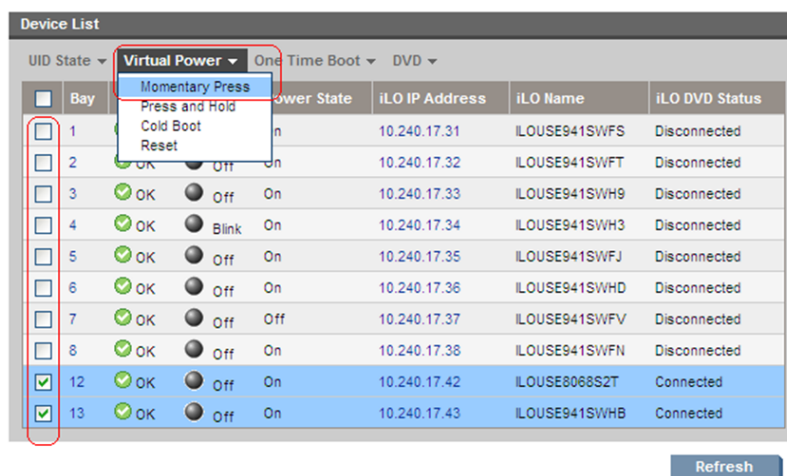 Device List
UID State Virtual Power One Time Boot DVD
Momentary Press
Press and Hold
Cold Boot
Reset
Bay Power State iLO IP Address iLO Name iLO DVD Status
1 10.240.17.31 ILOUSE941SWFS Disconnected
2 OK Off On 10.240.17.32 ILOUSE941SWFT Disconnected
3 OK Off On 10.240.17.33 ILOUSE941SWH9 Disconnected
4 OK Blink On 10.240.17.34 ILOUSE941SWH3 Disconnected
5 OK Off On 10.240.17.35 ILOUSE941SWFJ Disconnected
6 OK Off On 10.240.17.36 ILOUSE941SWHD Disconnected
7 OK Off Off 10.240.17.37 ILOUSE941SWFV Disconnected
8 OK Off On 10.240.17.38 ILOUSE941SWFN Disconnected
12 OK Off On 10.240.17.42 ILOUSE8068S2T Connected
13 OK Off On 10.240.17.43 ILOUSE941SWHB Connected
Refresh